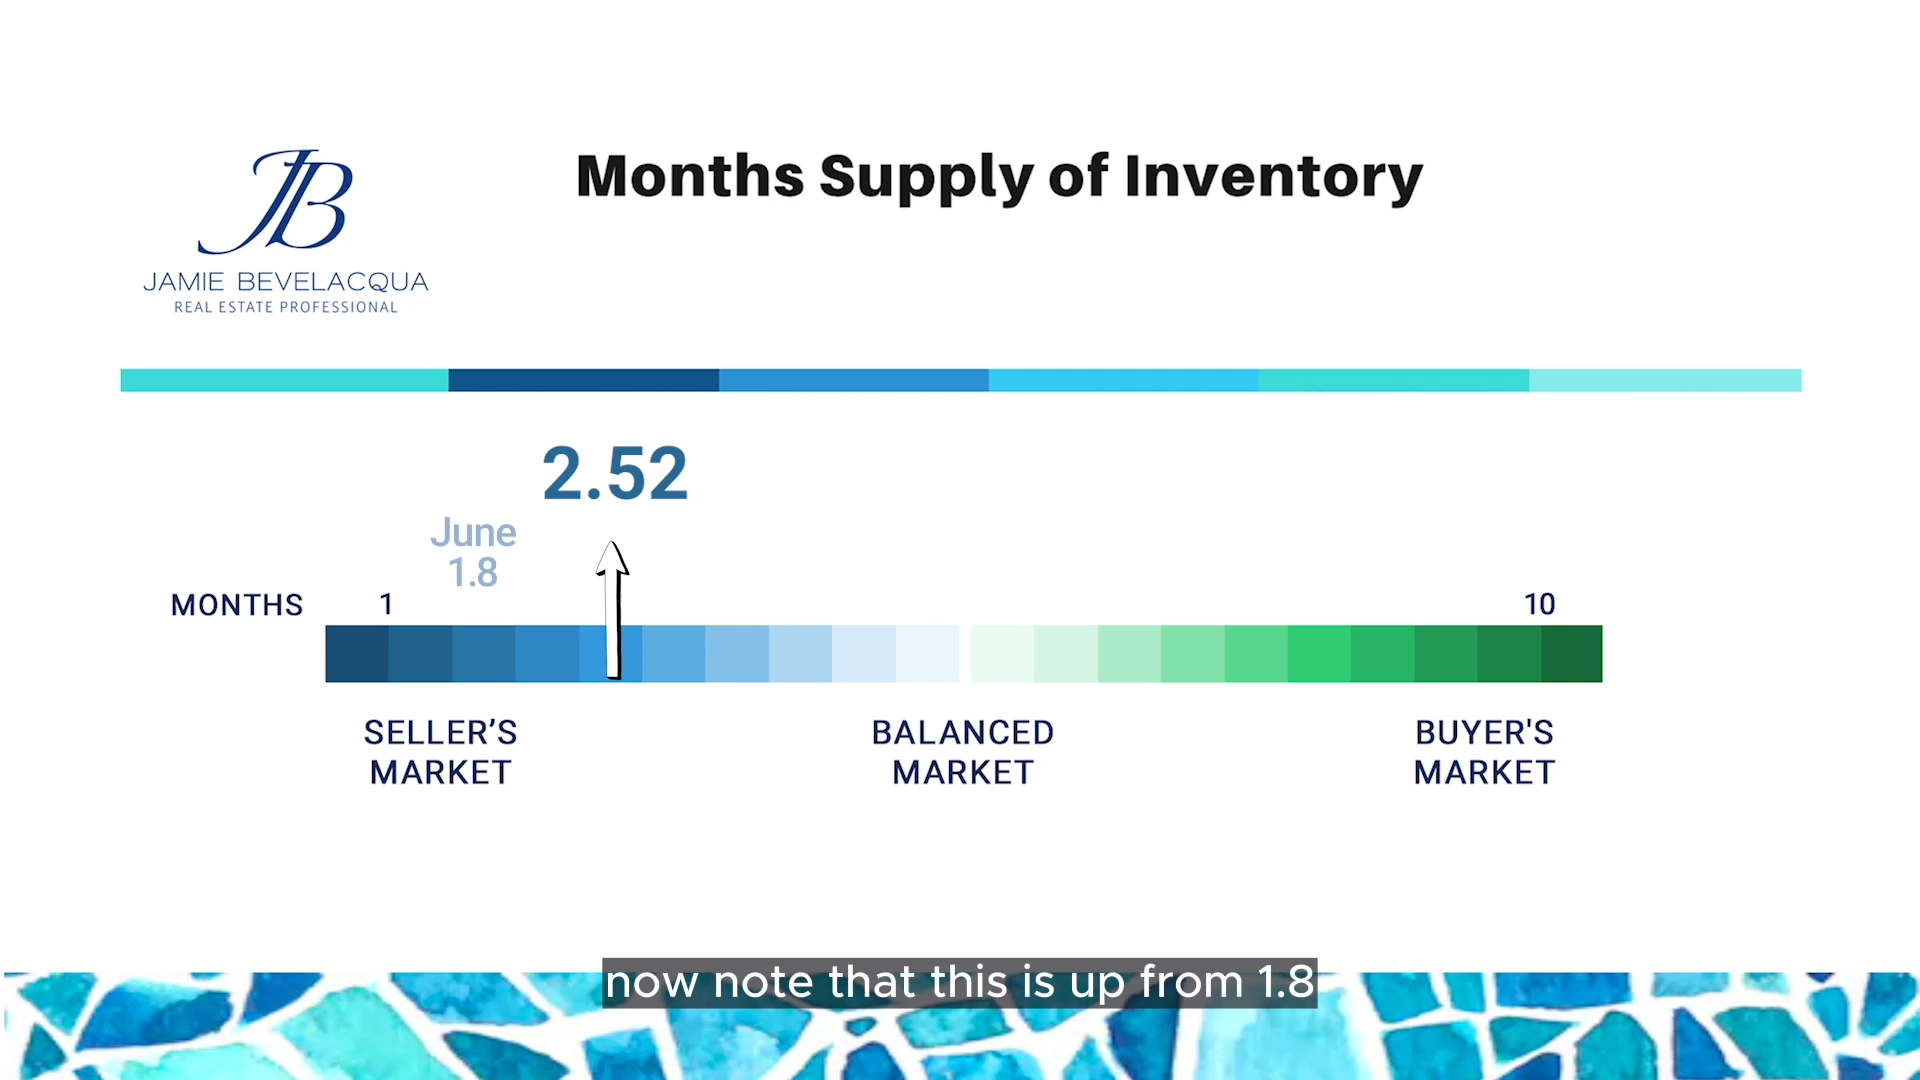 JB
JAMIE BEVELACQUA
REAL ESTATE PROFESSIONAL
Months Supply of Inventory
2.52
June
1.8
MONTHS 1 10
SELLER’S
MARKET
BALANCED
MARKET
BUYER'S
MARKET
now note that this is up from 1.8